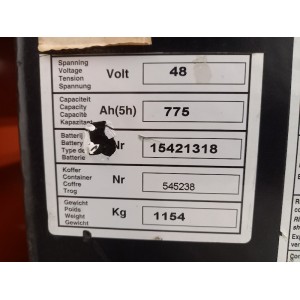 Spanning
Voltage
Tension
Spannung
Volt
48
Capaciteit
Capacity
Capacité
Kapazität
Ah(5h)
775
Batterij
Battery
Type de
Batterie
Nr
15421318
Koffer
Container
Coffre
Trog
Nr
545238
Gewicht
Poids
Weight
Gewicht
Kg
1154